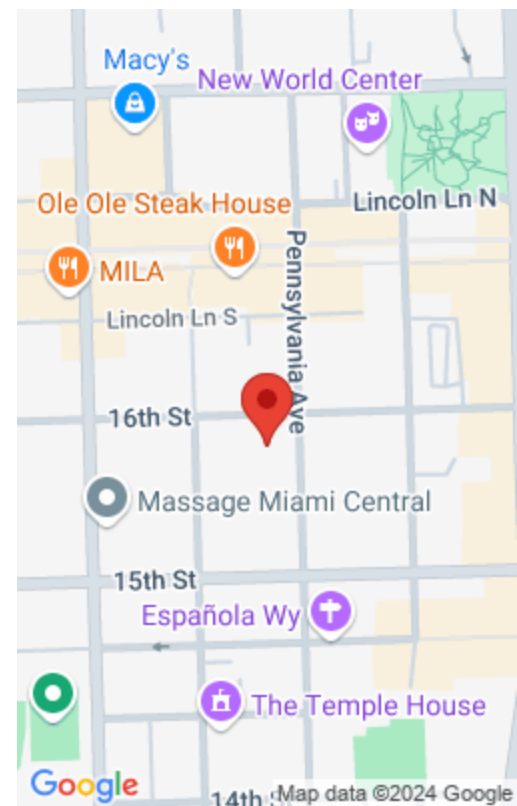 Macy's
New World Center
Lincoln Ln N
Ole Ole Steak House
Pennsylvania Ave
MILA
Lincoln Ln S
16th St
Massage Miami Central
15th St
Española Wy
The Temple House
14th S
Google
Map data ©2024 Google